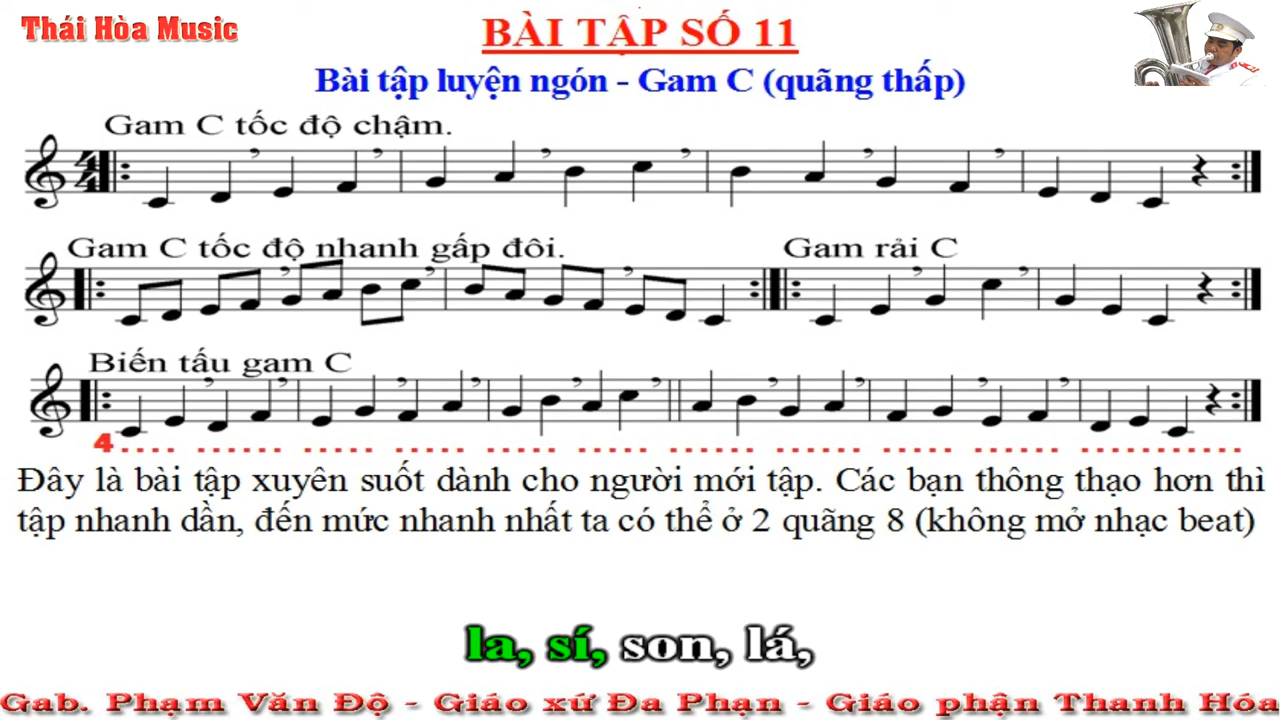 Thái Hòa Music
BÀI TẬP SỐ 11
Bài tập luyện ngón - Gam C (quãng thấp)
Gam C tốc độ chậm.
Gam C tốc độ nhanh gấp đôi.
Gam rải C
Biến tấu gam C
4
Đây là bài tập xuyên suốt dành cho người mới tập. Các bạn thông thạo hơn thì
tập nhanh dần, đến mức nhanh nhất ta có thể ở 2 quãng 8 (không mở nhạc beat)
la, sí, son, lá,
Gab. Phạm Văn Độ - Giáo xứ Đa Phạn - Giáo phận Thanh Hóa